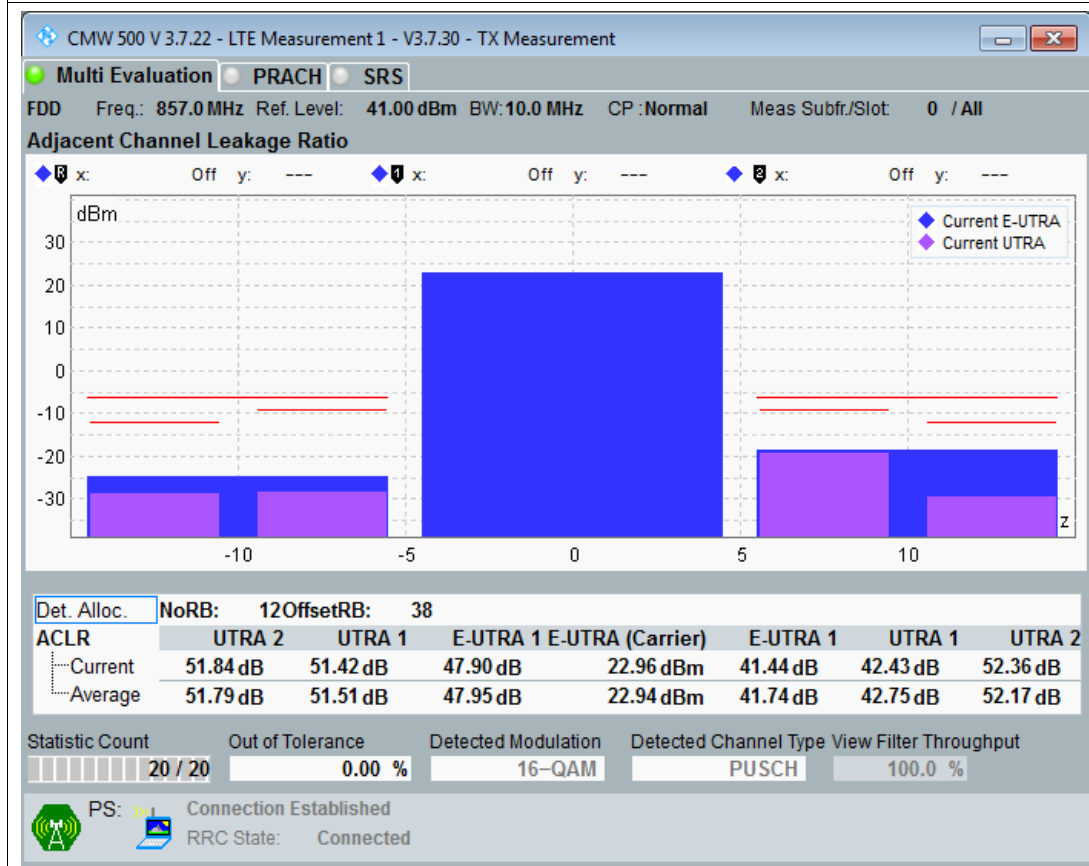 CMW 500 V 3.7.22 - LTE Measurement 1 - V3.7.30 - TX Measurement
Multi Evaluation PRACH SRS
FDD Freq.: 857.0 MHz Ref. Level: 41.00 dBm BW: 10.0 MHz CP : Normal Meas Subfr./Slot: 0 / All
Adjacent Channel Leakage Ratio
R x: Off y: --- 1 x: Off y: --- 2 x: Off y: ---
dBm
Current E-UTRA
Current UTRA
30
20
10
0
-10
-20
-30
z
-10 -5 0 5 10
Det. Alloc. NoRB: 12 OffsetRB: 38
ACLR UTRA 2 UTRA 1 E-UTRA 1 E-UTRA (Carrier) E-UTRA 1 UTRA 1 UTRA 2
Current 51.84 dB 51.42 dB 47.90 dB 22.96 dBm 41.44 dB 42.43 dB 52.36 dB
Average 51.79 dB 51.51 dB 47.95 dB 22.94 dBm 41.74 dB 42.75 dB 52.17 dB
Statistic Count Out of Tolerance Detected Modulation Detected Channel Type View Filter Throughput
20 / 20 0.00 % 16-QAM PUSCH 100.0 %
PS: Connection Established
RRC State: Connected